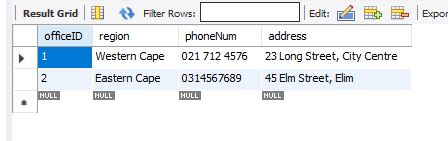 Result Grid Filter Rows: Edit: Expor
officeID region phoneNum address
1 Western Cape 021 712 4576 23 Long Street, City Centre
2 Eastern Cape 0314567689 45 Elm Street, Elim
NULL NULL NULL NULL